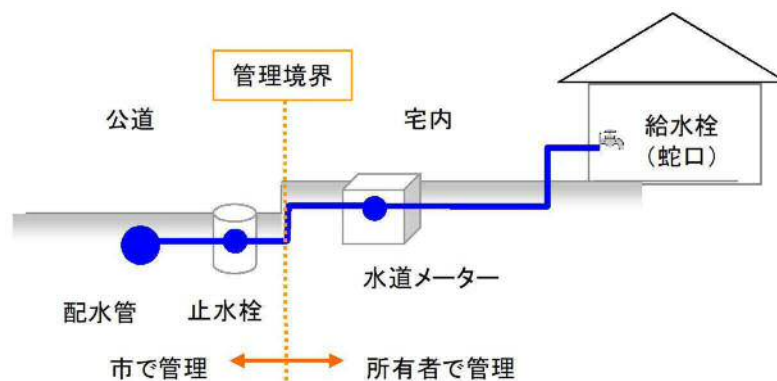 管理境界
公道
宅内
給水栓
（蛇口）
水道メーター
配水管
止水栓
市で管理
所有者で管理